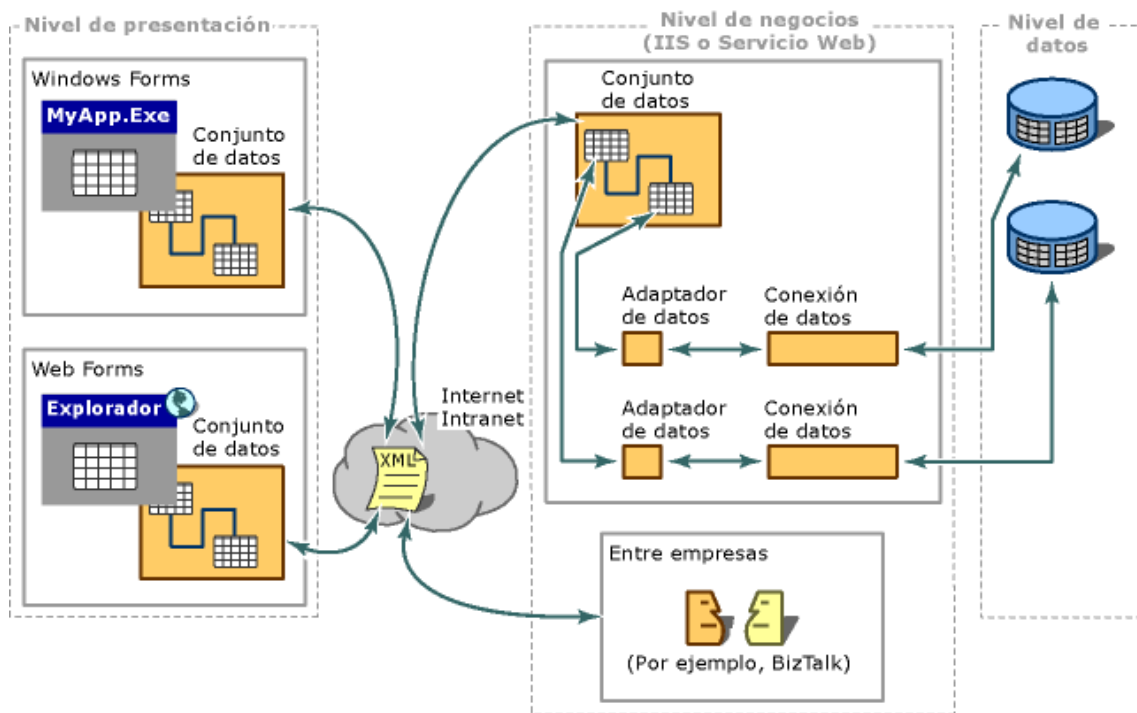 Nivel de presentación
Windows Forms
MyApp.Exe
Conjunto
de datos
Web Forms
Explorador
Conjunto
de datos
Internet
Intranet
XML
Nivel de negocios
(IIS o Servicio Web)
Conjunto
de datos
Adaptador
de datos
Conexión
de datos
Adaptador
de datos
Conexión
de datos
Entre empresas
(Por ejemplo, BizTalk)
Nivel de
datos